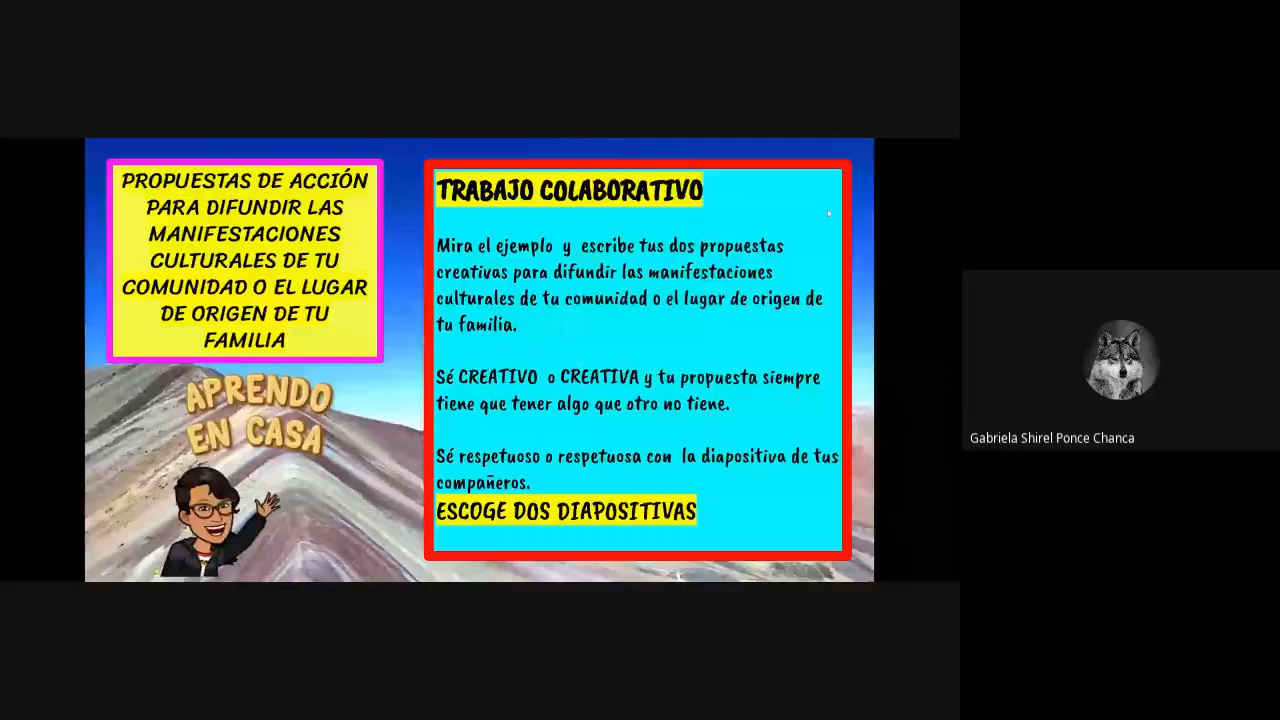 PROPUESTAS DE ACCIÓN
PARA DIFUNDIR LAS
MANIFESTACIONES
CULTURALES DE TU
COMUNIDAD O EL LUGAR
DE ORIGEN DE TU
FAMILIA
APRENDO
EN CASA
TRABAJO COLABORATIVO
Mira el ejemplo y escribe tus dos propuestas
creativas para difundir las manifestaciones
culturales de tu comunidad o el lugar de origen de
tu familia.
Sé CREATIVO o CREATIVA y tu propuesta siempre
tiene que tener algo que otro no tiene.
Sé respetuoso o respetuosa con la diapositiva de tus
compañeros.
ESCOGE DOS DIAPOSITIVAS
Gabriela Shirel Ponce Chanca